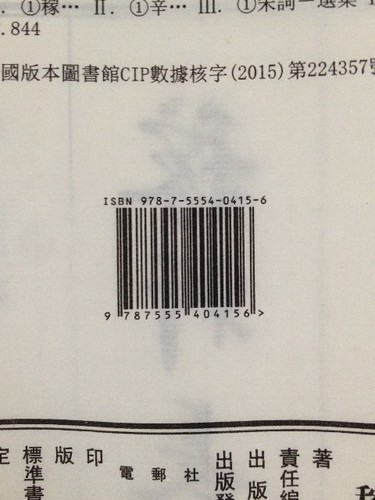 . ①稼… Ⅱ. ①辛… Ⅲ. ①宋詞－選集
.844
國版本圖書館CIP數據核字(2015)第224357號
ISBN 978-7-5554-0415-6
9 787555 404156 >
著
責任編
出版
出版發
電郵社
印
版
標準書
定